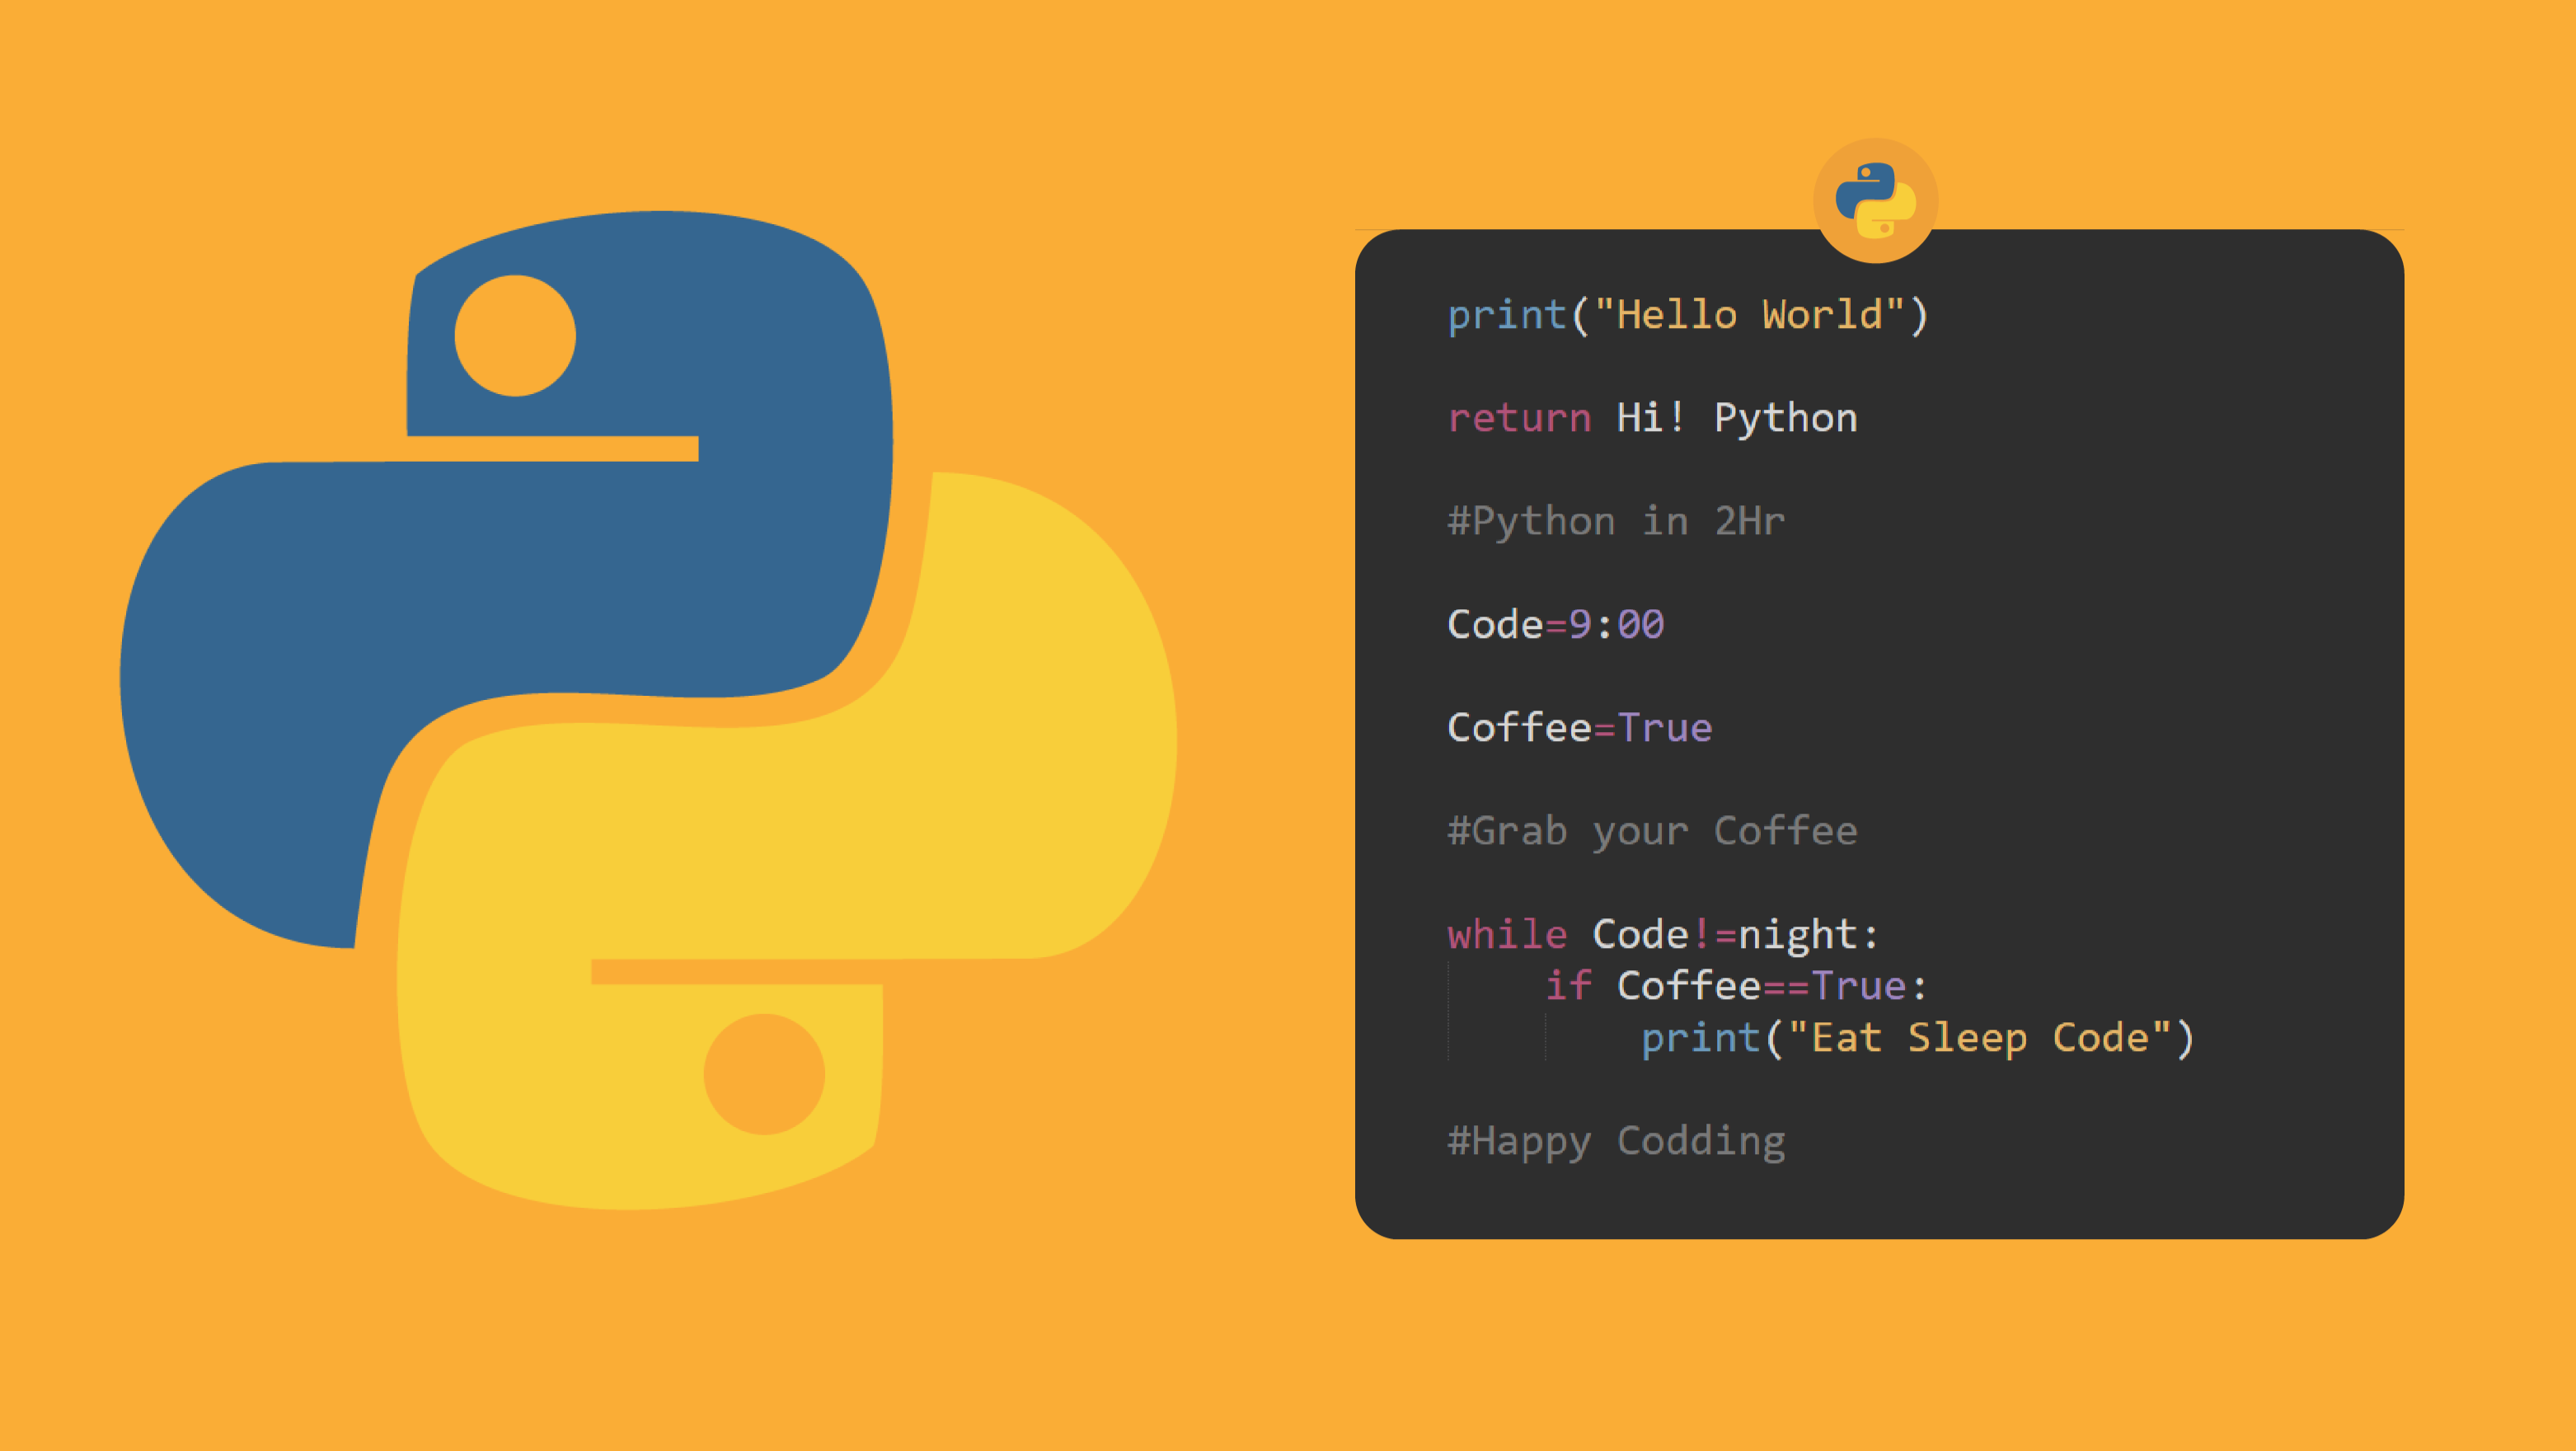 print("Hello World")
return Hi! Python
#Python in 2Hr
Code=9:00
Coffee=True
#Grab your Coffee
while Code!=night:
    if Coffee==True:
        print("Eat Sleep Code")
#Happy Codding